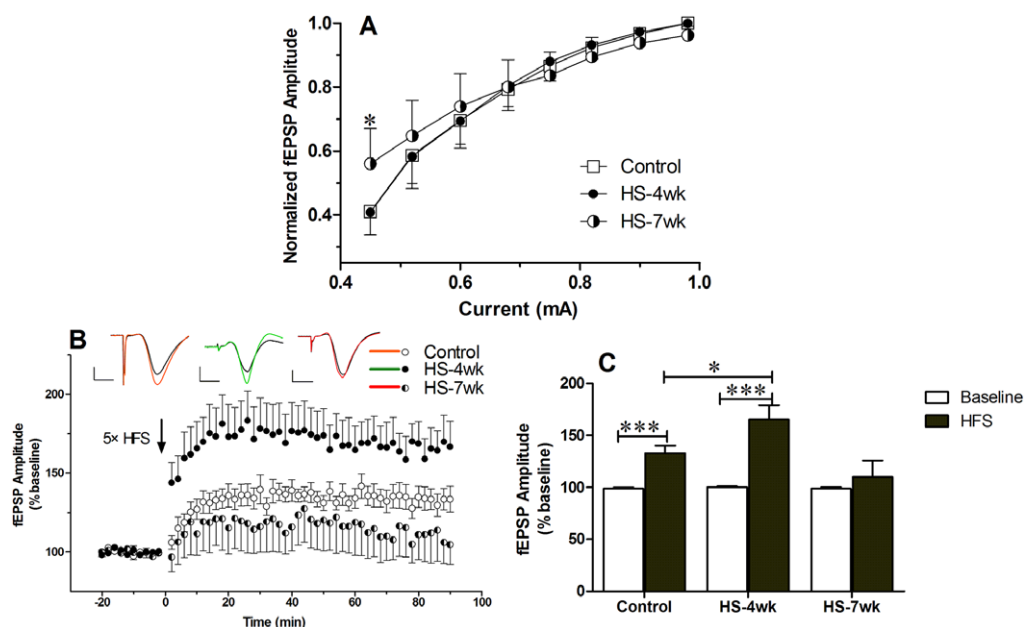 A
Normalized fEPSP Amplitude
1.0
0.8
0.6
0.4
*
Control
HS-4wk
HS-7wk
0.4 0.6 0.8 1.0
Current (mA)
B
Control
HS-4wk
HS-7wk
fEPSP Amplitude
(% baseline)
200
150
100
5× HFS
-20 0 20 40 60 80 100
Time (min)
C
Baseline
HFS
fEPSP Amplitude
(% baseline)
200
150
100
50
0
*
***
***
Control HS-4wk HS-7wk